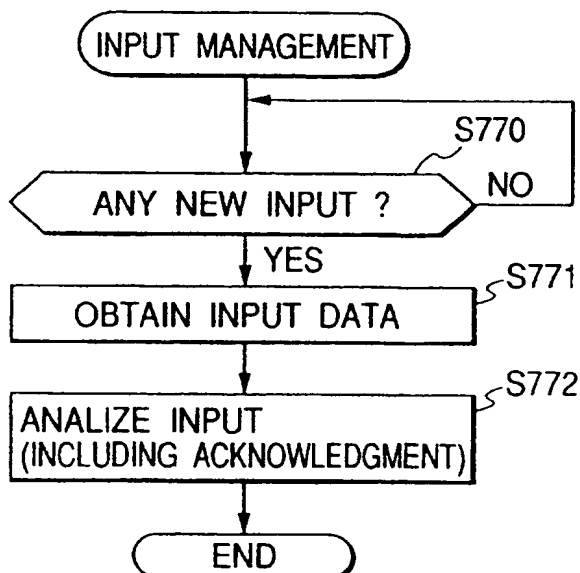 INPUT MANAGEMENT
S770
ANY NEW INPUT ?
NO
YES
S771
OBTAIN INPUT DATA
S772
ANALIZE INPUT
(INCLUDING ACKNOWLEDGMENT)
END